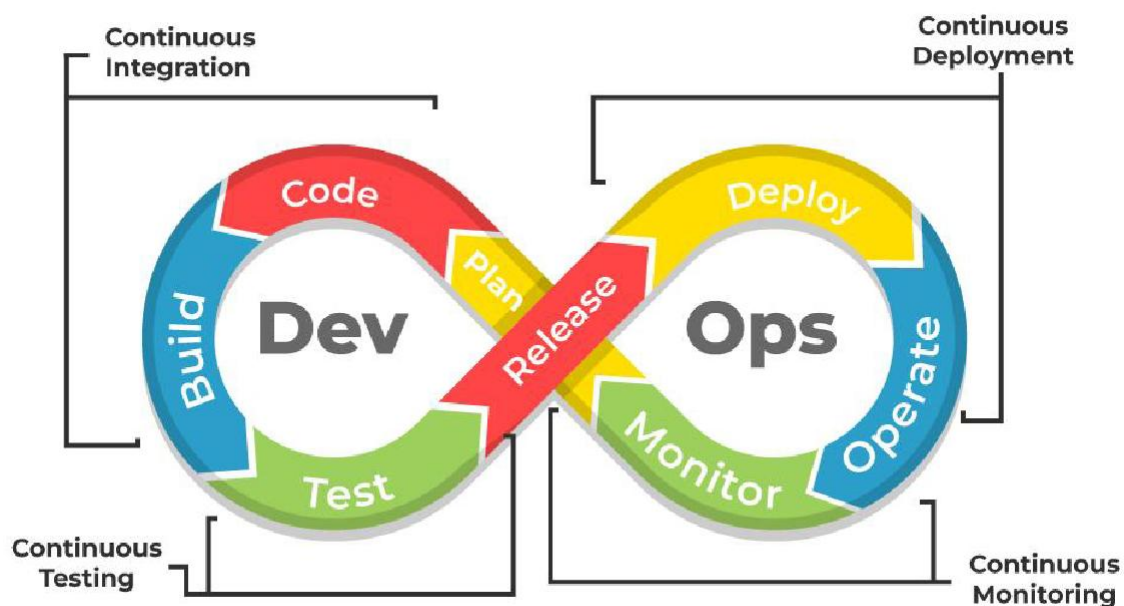 Continuous
Integration
Continuous
Deployment
Code
Deploy
Plan
Build
Dev
Release
Ops
Operate
Test
Monitor
Continuous
Testing
Continuous
Monitoring